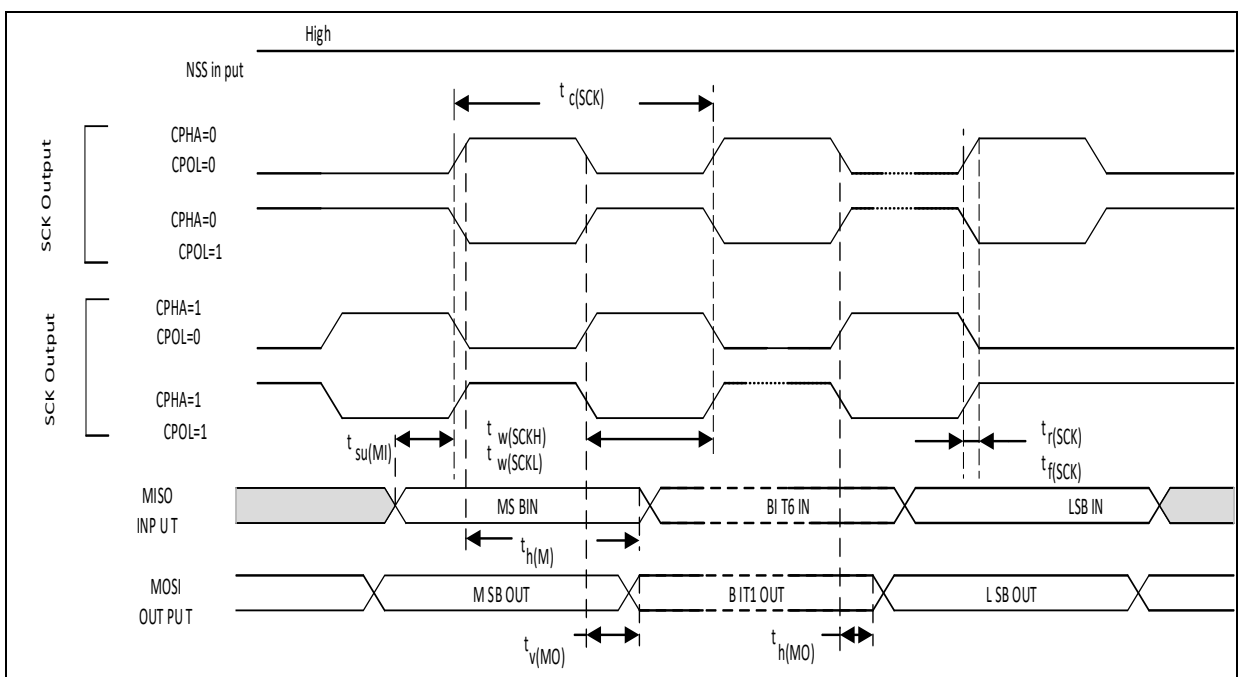 High
NSS in put
t c(SCK)
SCK Output
CPHA=0
CPOL=0
CPHA=0
CPOL=1
SCK Output
CPHA=1
CPOL=0
CPHA=1
CPOL=1
t su(MI)
t w(SCKH)
t w(SCKL)
t r(SCK)
t f(SCK)
MISO
INP U T
MS BIN
BI T6 IN
LSB IN
t h(M)
MOSI
OUT PU T
M SB OUT
B IT1 OUT
L SB OUT
t v(MO)
t h(MO)